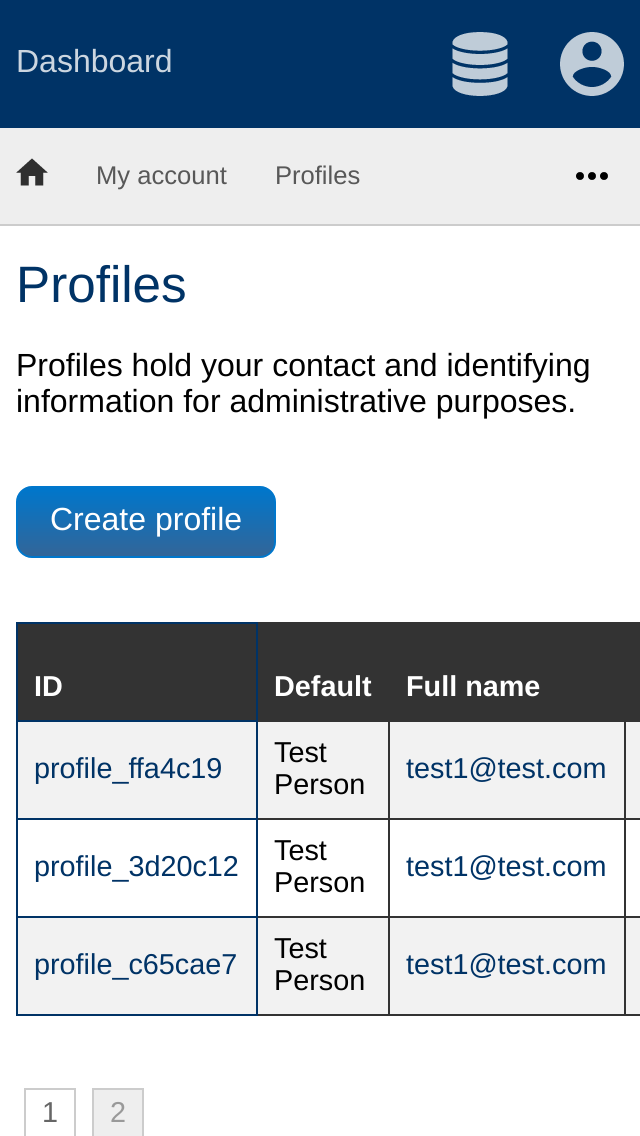 Dashboard
My account Profiles
Profiles
Profiles hold your contact and identifying
information for administrative purposes.
Create profile
ID Default Full name
profile_ffa4c19 Test Person test1@test.com
profile_3d20c12 Test Person test1@test.com
profile_c65cae7 Test Person test1@test.com
1 2